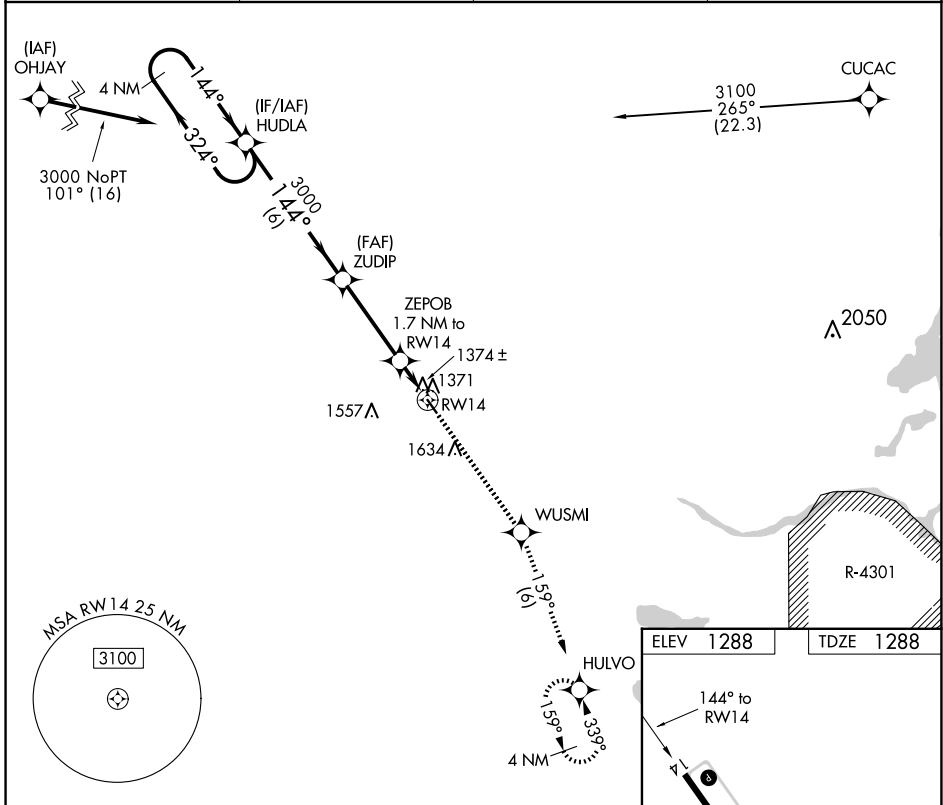 (IAF)
OHJAY
4 NM
144°
324°
(IF/IAF)
HUDLA
3000 NoPT
101° (16)
CUCAC
3100
265°
(22.3)
3000
144°
(6)
(FAF)
ZUDIP
ZEPOB
1.7 NM to
RW14
1374 ±
1371
RW14
2050
1557
1634
WUSMI
159°
(6)
R-4301
HULVO
159°
339°
4 NM
MSA RW14 25 NM
3100
ELEV 1288
TDZE 1288
144° to
RW14
14
P